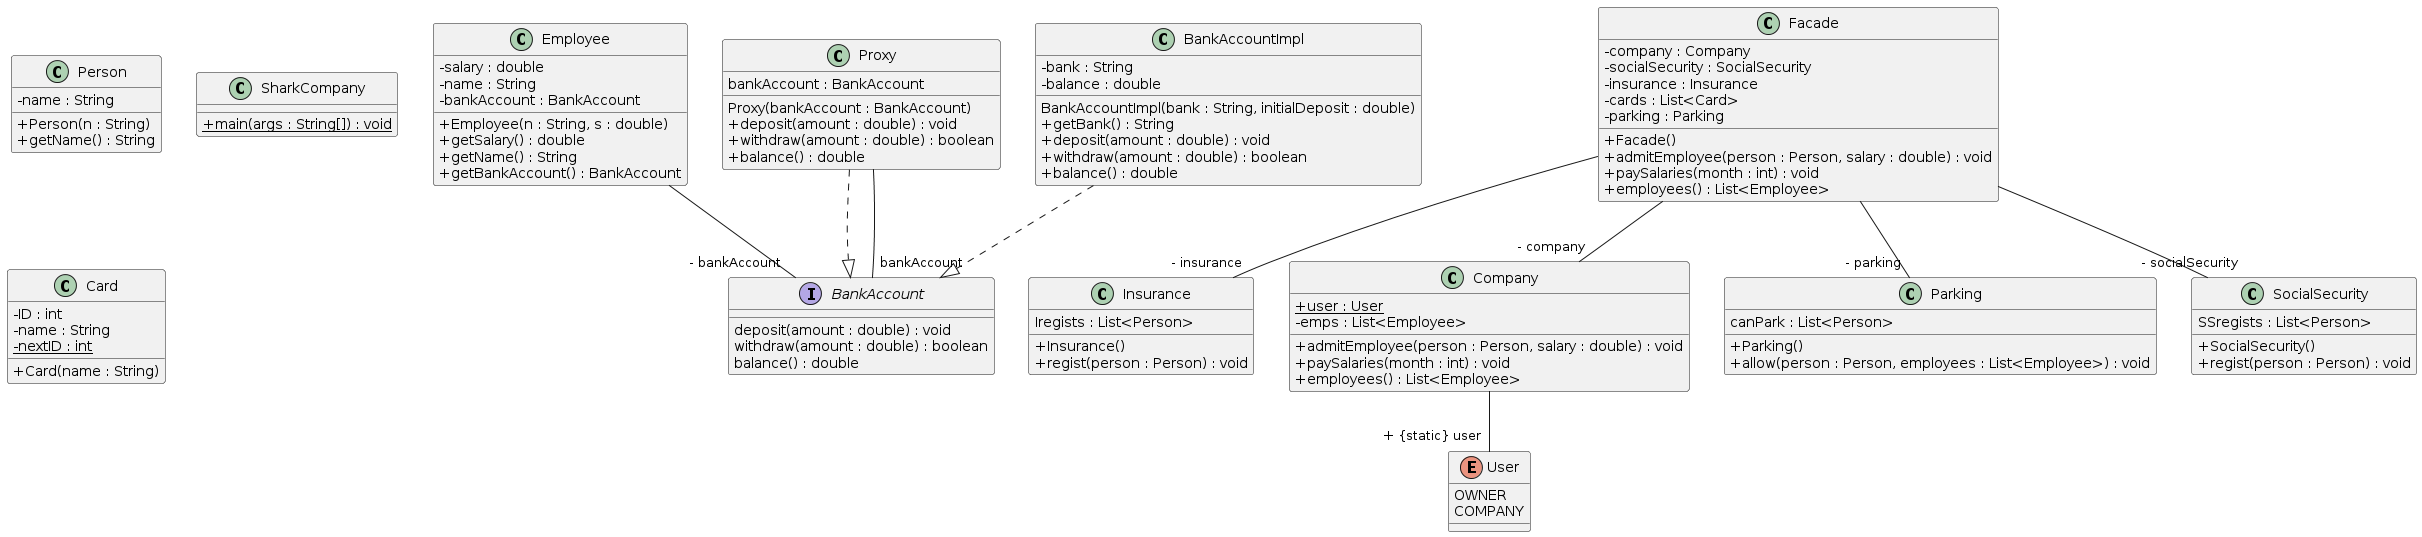 C Person
-name : String
+Person(n : String)
+getName() : String
C SharkCompany
+main(args : String[]) : void
C Employee
-salary : double
-name : String
-bankAccount : BankAccount
+Employee(n : String, s : double)
+getSalary() : double
+getName() : String
+getBankAccount() : BankAccount
C Proxy
bankAccount : BankAccount
Proxy(bankAccount : BankAccount)
+deposit(amount : double) : void
+withdraw(amount : double) : boolean
+balance() : double
C BankAccountImpl
-bank : String
-balance : double
BankAccountImpl(bank : String, initialDeposit : double)
+getBank() : String
+deposit(amount : double) : void
+withdraw(amount : double) : boolean
+balance() : double
C Facade
-company : Company
-socialSecurity : SocialSecurity
-insurance : Insurance
-cards : List<Card>
-parking : Parking
+Facade()
+admitEmployee(person : Person, salary : double) : void
+paySalaries(month : int) : void
+employees() : List<Employee>
- bankAccount
bankAccount
- insurance
- company
- parking
- socialSecurity
C Card
-ID : int
-name : String
-nextID : int
+Card(name : String)
I BankAccount
deposit(amount : double) : void
withdraw(amount : double) : boolean
balance() : double
C Insurance
Iregists : List<Person>
+Insurance()
+regist(person : Person) : void
C Company
+user : User
-emps : List<Employee>
+admitEmployee(person : Person, salary : double) : void
+paySalaries(month : int) : void
+employees() : List<Employee>
C Parking
canPark : List<Person>
+Parking()
+allow(person : Person, employees : List<Employee>) : void
C SocialSecurity
SSregists : List<Person>
+SocialSecurity()
+regist(person : Person) : void
+ {static} user
E User
OWNER
COMPANY